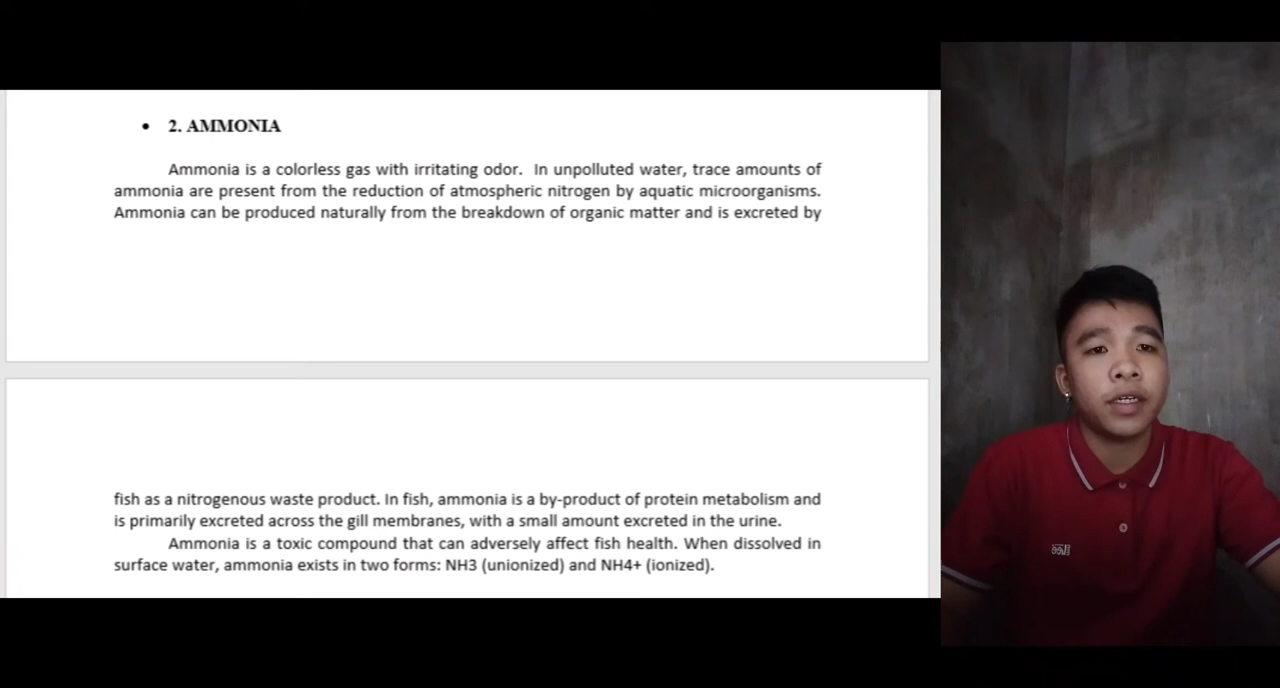 • 2. AMMONIA
Ammonia is a colorless gas with irritating odor. In unpolluted water, trace amounts of
ammonia are present from the reduction of atmospheric nitrogen by aquatic microorganisms.
Ammonia can be produced naturally from the breakdown of organic matter and is excreted by
fish as a nitrogenous waste product. In fish, ammonia is a by-product of protein metabolism and
is primarily excreted across the gill membranes, with a small amount excreted in the urine.
Ammonia is a toxic compound that can adversely affect fish health. When dissolved in
surface water, ammonia exists in two forms: NH3 (unionized) and NH4+ (ionized).